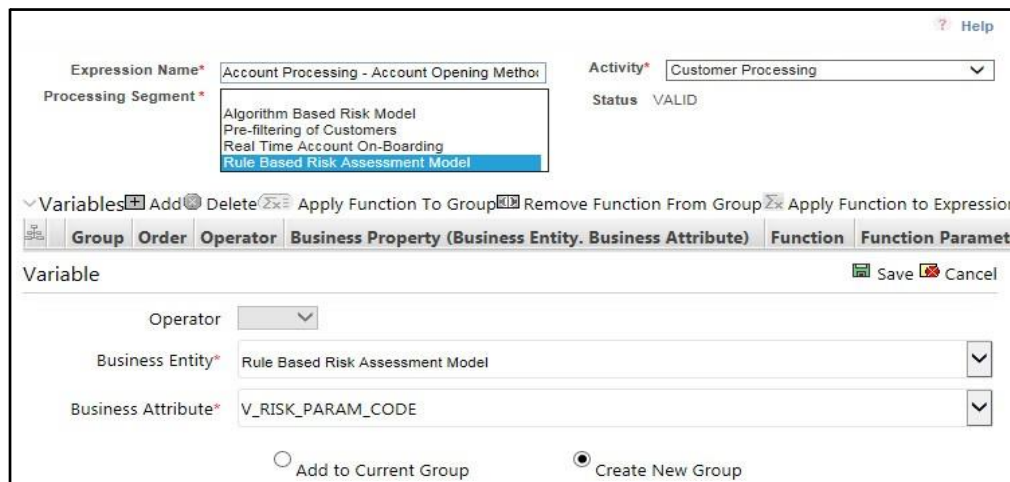 ? Help
Expression Name* Account Processing - Account Opening Metho Activity* Customer Processing
Processing Segment * Status VALID
Algorithm Based Risk Model
Pre-filtering of Customers
Real Time Account On-Boarding
Rule Based Risk Assessment Model
Variables Add Delete Apply Function To Group Remove Function From Group Apply Function to Expression
Group Order Operator Business Property (Business Entity. Business Attribute) Function Function Paramet
Variable Save Cancel
Operator
Business Entity* Rule Based Risk Assessment Model
Business Attribute* V_RISK_PARAM_CODE
Add to Current Group Create New Group